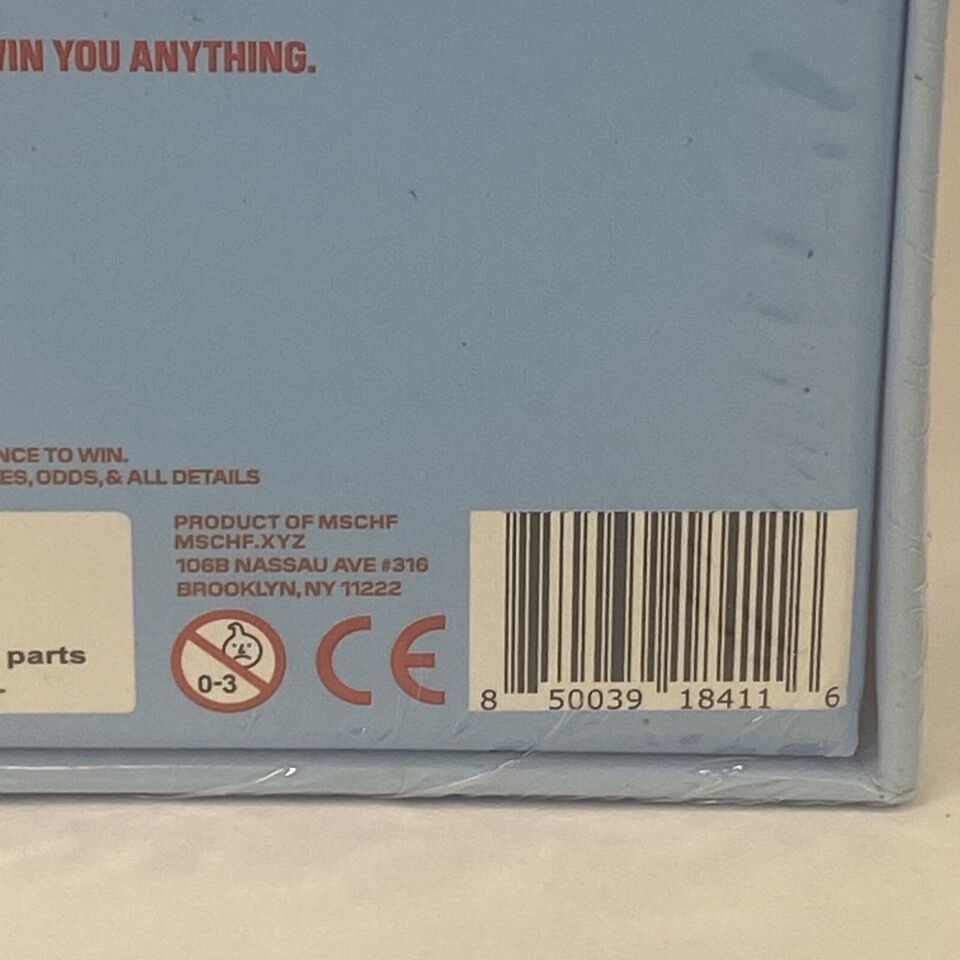 WIN YOU ANYTHING.
NCE TO WIN.
ES, ODDS, & ALL DETAILS
PRODUCT OF MSCHF
MSCHF.XYZ
106B NASSAU AVE #316
BROOKLYN, NY 11222
parts
0-3
CE
8 50039 18411 6